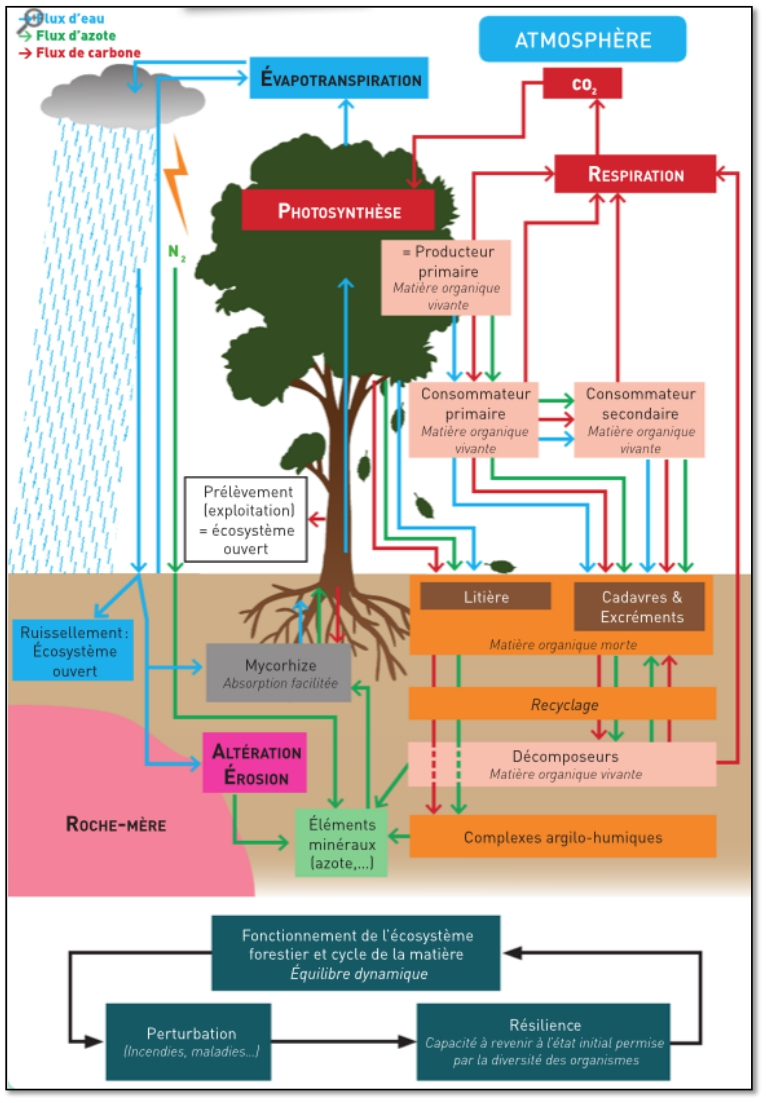 Flux d'eau
Flux d'azote
Flux de carbone
ATMOSPHÈRE
ÉVAPOTRANSPIRATION
CO₂
RESPIRATION
PHOTOSYNTHÈSE
N₂
= Producteur
primaire
Matière organique
vivante
Consommateur
primaire
Matière organique
vivante
Consommateur
secondaire
Matière organique
vivante
Prélèvement
(exploitation)
= écosystème
ouvert
Litière
Cadavres &
Excréments
Matière organique morte
Ruissellement:
Écosystème
ouvert
Mycorhize
Absorption facilitée
Recyclage
ALTÉRATION
ÉROSION
Décomposeurs
Matière organique vivante
ROCHE-MÈRE
Éléments
minéraux
(azote,...)
Complexes argilo-humiques
Fonctionnement de l'écosystème
forestier et cycle de la matière
Équilibre dynamique
Perturbation
(Incendies, maladies...)
Résilience
Capacité à revenir à l'état initial permise
par la diversité des organismes